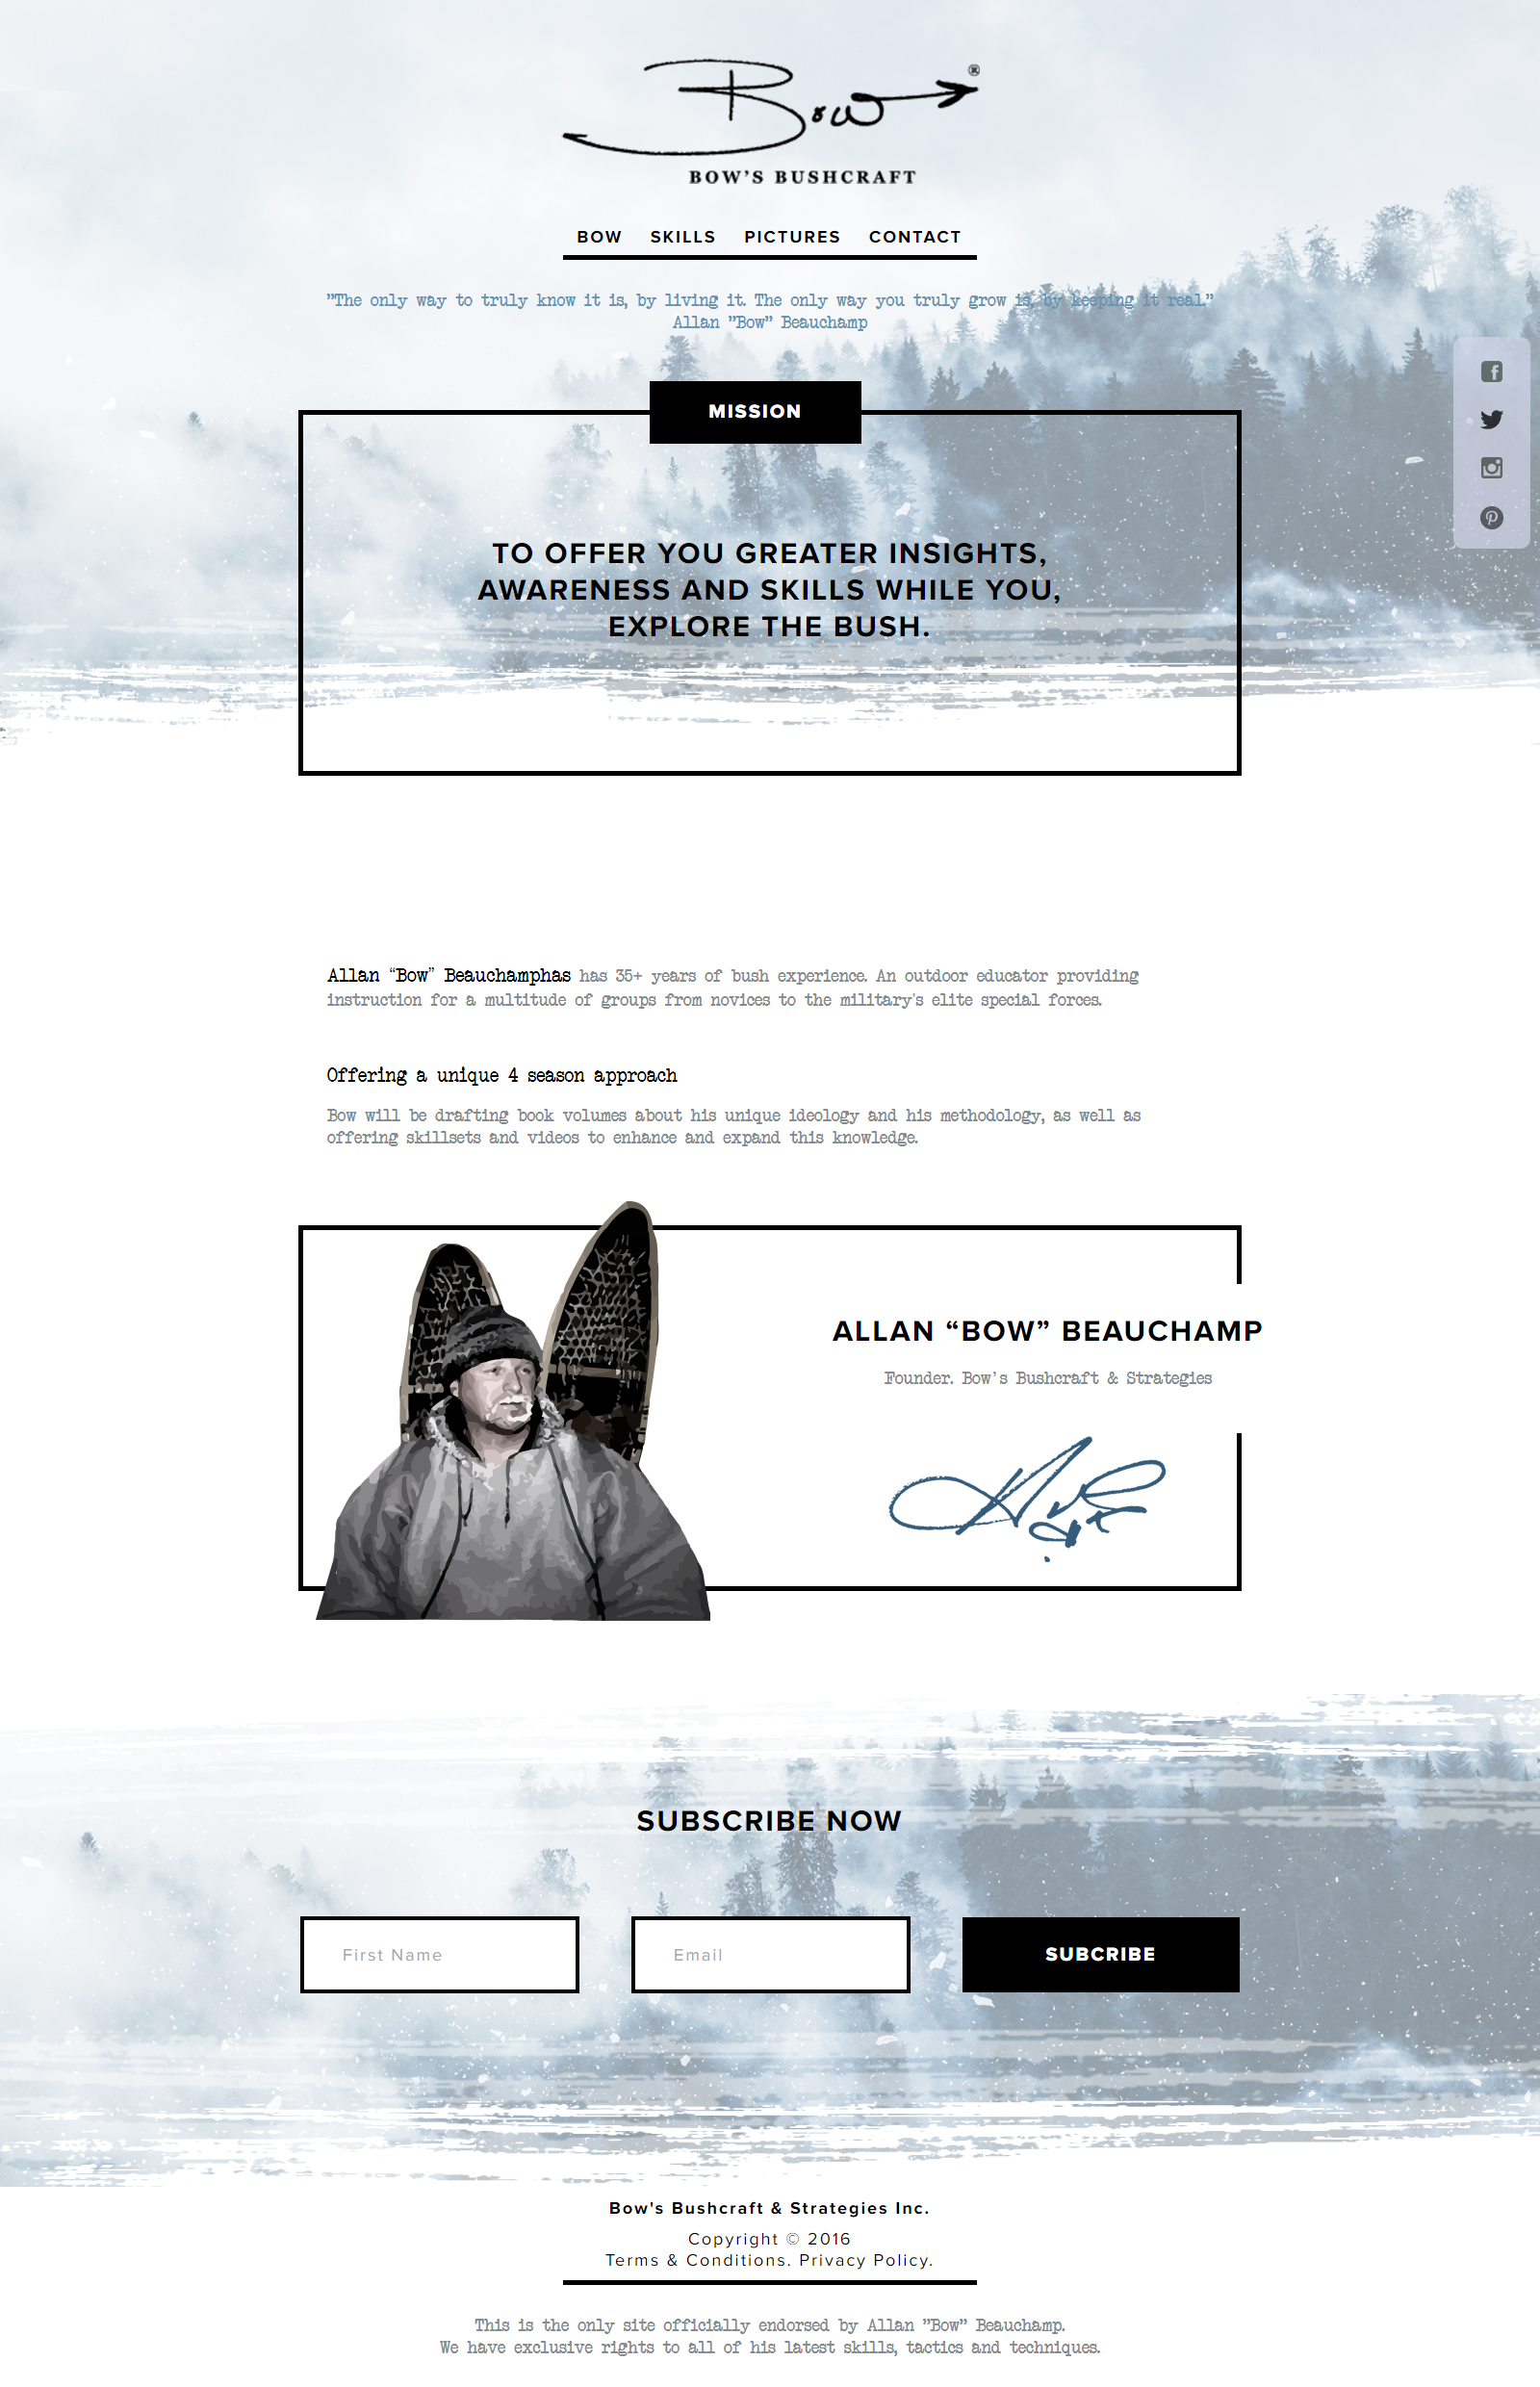 Bow®
BOW'S BUSHCRAFT
BOW SKILLS PICTURES CONTACT
"The only way to truly know it is, by living it. The only way you truly grow is, by keeping it real."
Allan "Bow" Beauchamp
MISSION
TO OFFER YOU GREATER INSIGHTS,
AWARENESS AND SKILLS WHILE YOU,
EXPLORE THE BUSH.
Allan “Bow” Beauchamphas has 35+ years of bush experience. An outdoor educator providing
instruction for a multitude of groups from novices to the military's elite special forces.
Offering a unique 4 season approach
Bow will be drafting book volumes about his unique ideology and his methodology, as well as
offering skillsets and videos to enhance and expand this knowledge.
ALLAN “BOW” BEAUCHAMP
Founder. Bow's Bushcraft & Strategies
SUBSCRIBE NOW
First Name
Email
SUBCRIBE
Bow's Bushcraft & Strategies Inc.
Copyright © 2016
Terms & Conditions. Privacy Policy.
This is the only site officially endorsed by Allan "Bow" Beauchamp.
We have exclusive rights to all of his latest skills, tactics and techniques.